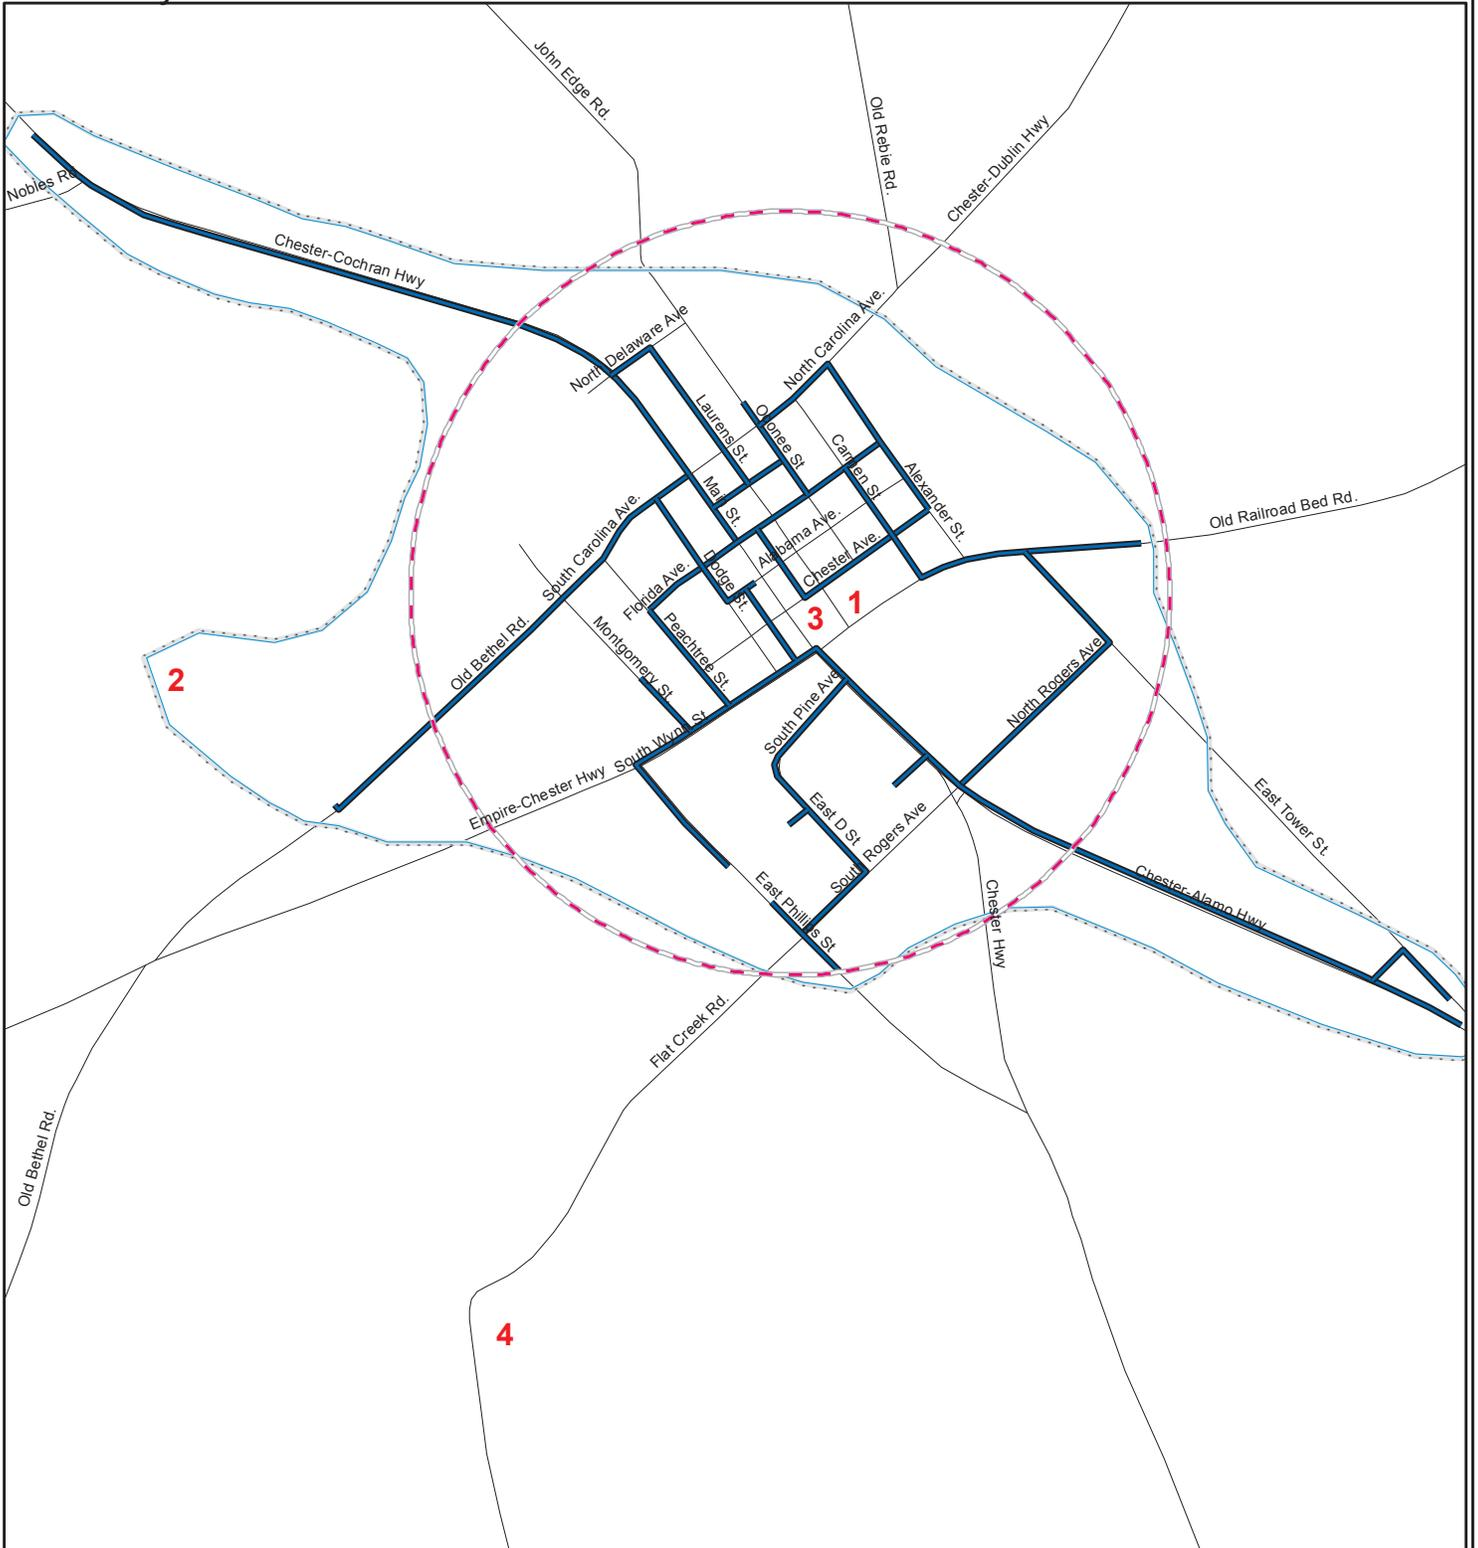 John Edge Rd.
Old Rebie Rd.
Chester-Dublin Hwy
Nobles Rd
Chester-Cochran Hwy
North Delaware Ave
North Carolina Ave.
Laurens St.
Oconee St
Camden St
Alexander St.
Main St.
Old Railroad Bed Rd.
South Carolina Ave.
Alabama Ave.
Chester Ave.
Florida Ave.
Dodge St.
1
3
Montgomery St
Peachtree St.
Old Bethel Rd.
2
South Pine Ave
North Rogers Ave
South Wynn St
Empire-Chester Hwy
East D St
South Rogers Ave
East Tower St.
East Phillips St
Chester Hwy
Chester-Alamo Hwy
Flat Creek Rd.
Old Bethel Rd.
4